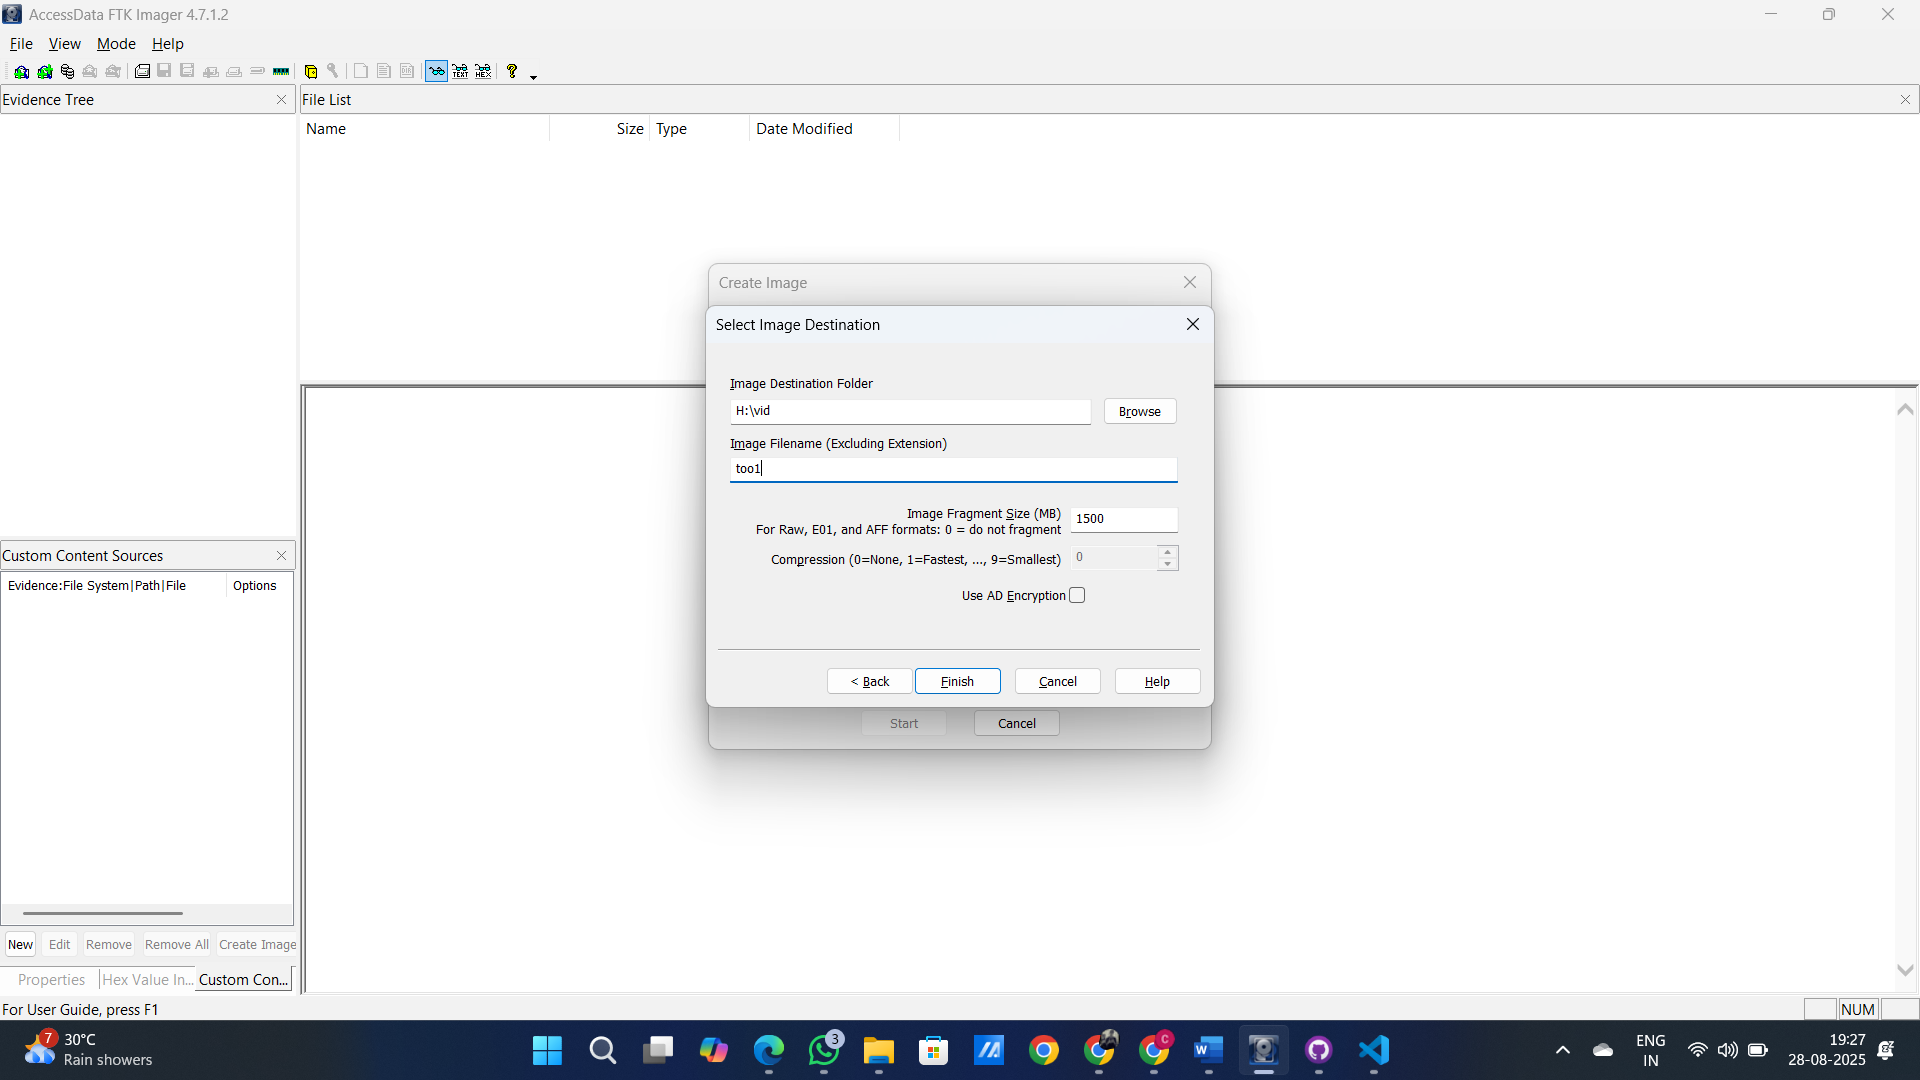 AccessData FTK Imager 4.7.1.2
File View Mode Help
TEXT HEX
Evidence Tree
File List
Name Size Type Date Modified
Create Image
Select Image Destination
Image Destination Folder
H:\vid
Browse
Image Filename (Excluding Extension)
too1
Image Fragment Size (MB)
For Raw, E01, and AFF formats: 0 = do not fragment
1500
Compression (0=None, 1=Fastest, ..., 9=Smallest)
0
Use AD Encryption
< Back Finish Cancel Help
Start Cancel
Custom Content Sources
Evidence:File System|Path|File Options
New Edit Remove Remove All Create Image
Properties Hex Value In... Custom Con...
For User Guide, press F1
NUM
7
30°C
Rain showers
3
C
W
ENG
IN
19:27
28-08-2025